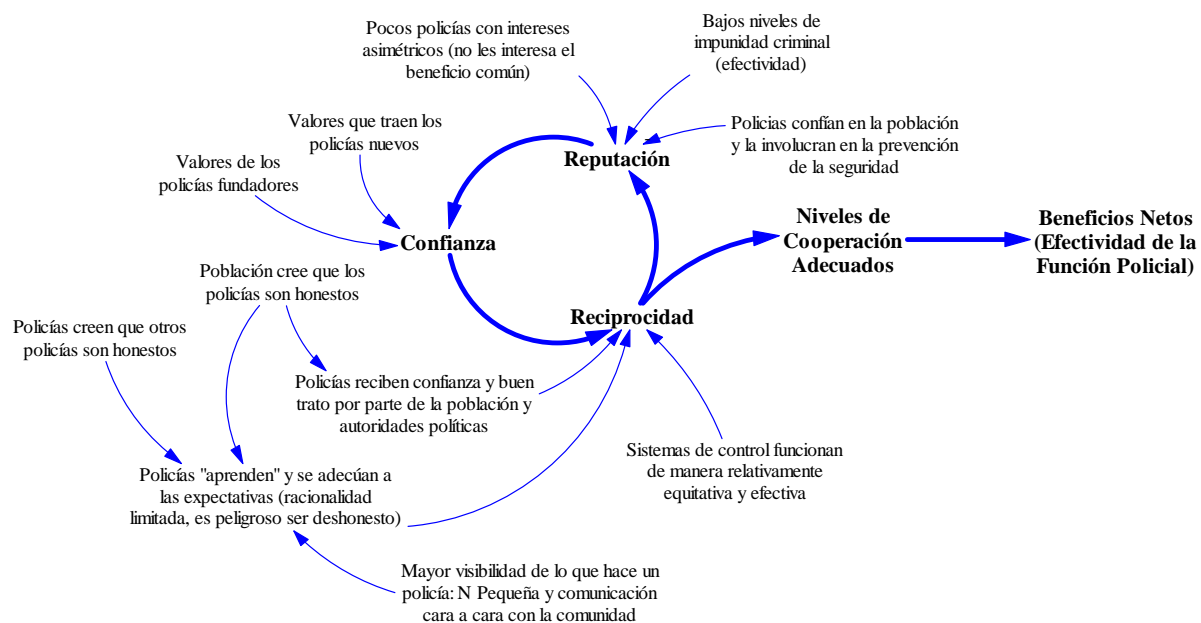 Pocos policías con intereses
asimétricos (no les interesa el
beneficio común)
Bajos niveles de
impunidad criminal
(efectividad)
Valores que traen los
policías nuevos
Policias confían en la población
y la involucran en la prevención
de la seguridad
Reputación
Valores de los
policías fundadores
Confianza
Niveles de
Cooperación
Adecuados
Beneficios Netos
(Efectividad de la
Función Policial)
Población cree que los
policías son honestos
Reciprocidad
Policías creen que otros
policías son honestos
Policías reciben confianza y buen
trato por parte de la población y
autoridades políticas
Sistemas de control funcionan
de manera relativamente
equitativa y efectiva
Policías "aprenden" y se adecúan a
las expectativas (racionalidad
limitada, es peligroso ser deshonesto)
Mayor visibilidad de lo que hace un
policía: N Pequeña y comunicación
cara a cara con la comunidad